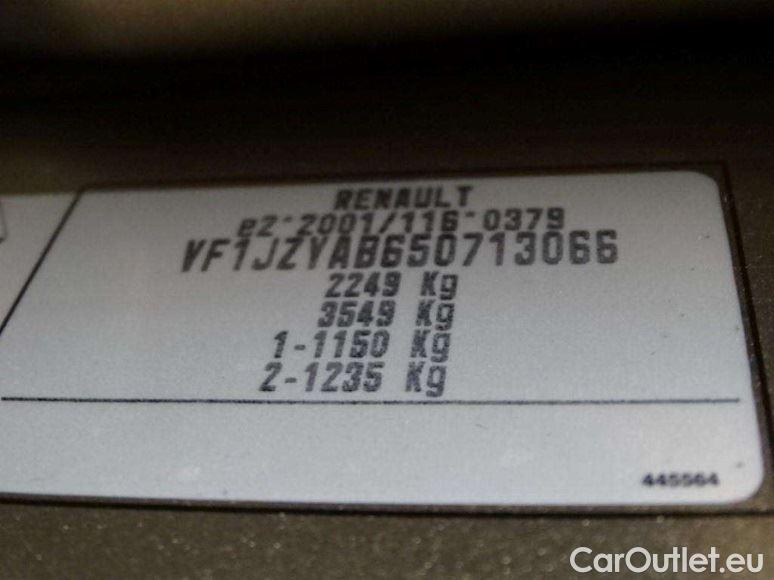 RENAULT
e2*2001/116*0379
VF1JZYAB650713066
2249 Kg
3549 Kg
1-1150 Kg
2-1235 Kg
445564
CarOutlet.eu